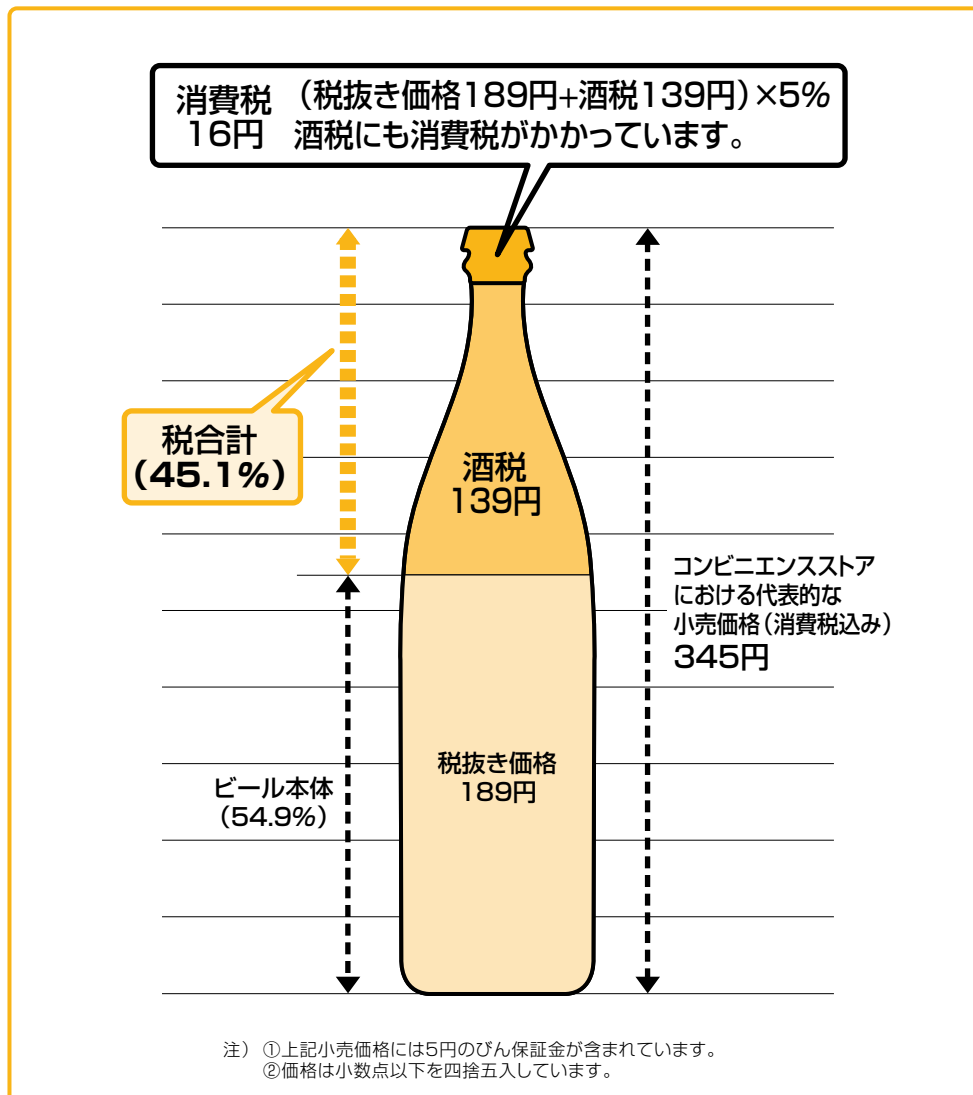 消費税 (税抜き価格189円+酒税139円)×5%
16円 酒税にも消費税がかかっています。
税合計
(45.1%)
酒税
139円
コンビニエンスストア
における代表的な
小売価格(消費税込み)
345円
税抜き価格
189円
ビール本体
(54.9%)
注) ①上記小売価格には5円のびん保証金が含まれています。
②価格は小数点以下を四捨五入しています。